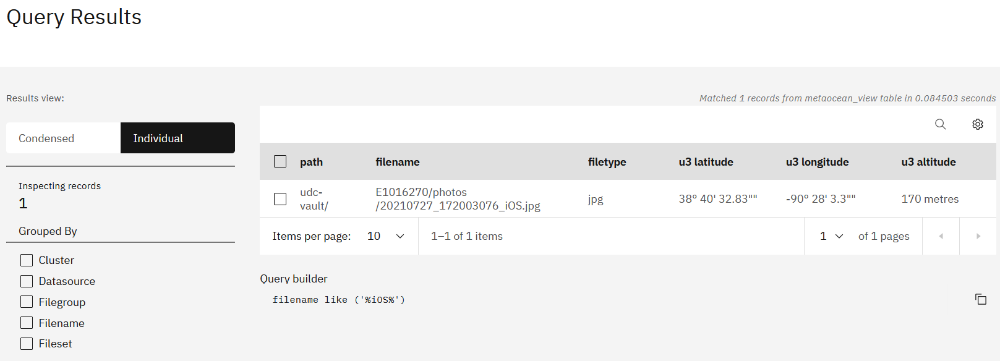 Query Results
Results view:
Matched 1 records from metaocean_view table in 0.084503 seconds
Condensed
Individual
Inspecting records
1
Grouped By
Cluster
Datasource
Filegroup
Filename
Fileset
path filename filetype u3 latitude u3 longitude u3 altitude
udc-
vault/
E1016270/photos
/20210727_172003076_iOS.jpg
jpg
38° 40' 32.83""
-90° 28' 3.3""
170 metres
Items per page: 10
1–1 of 1 items
1 of 1 pages
Query builder
filename like ('%iOS%')